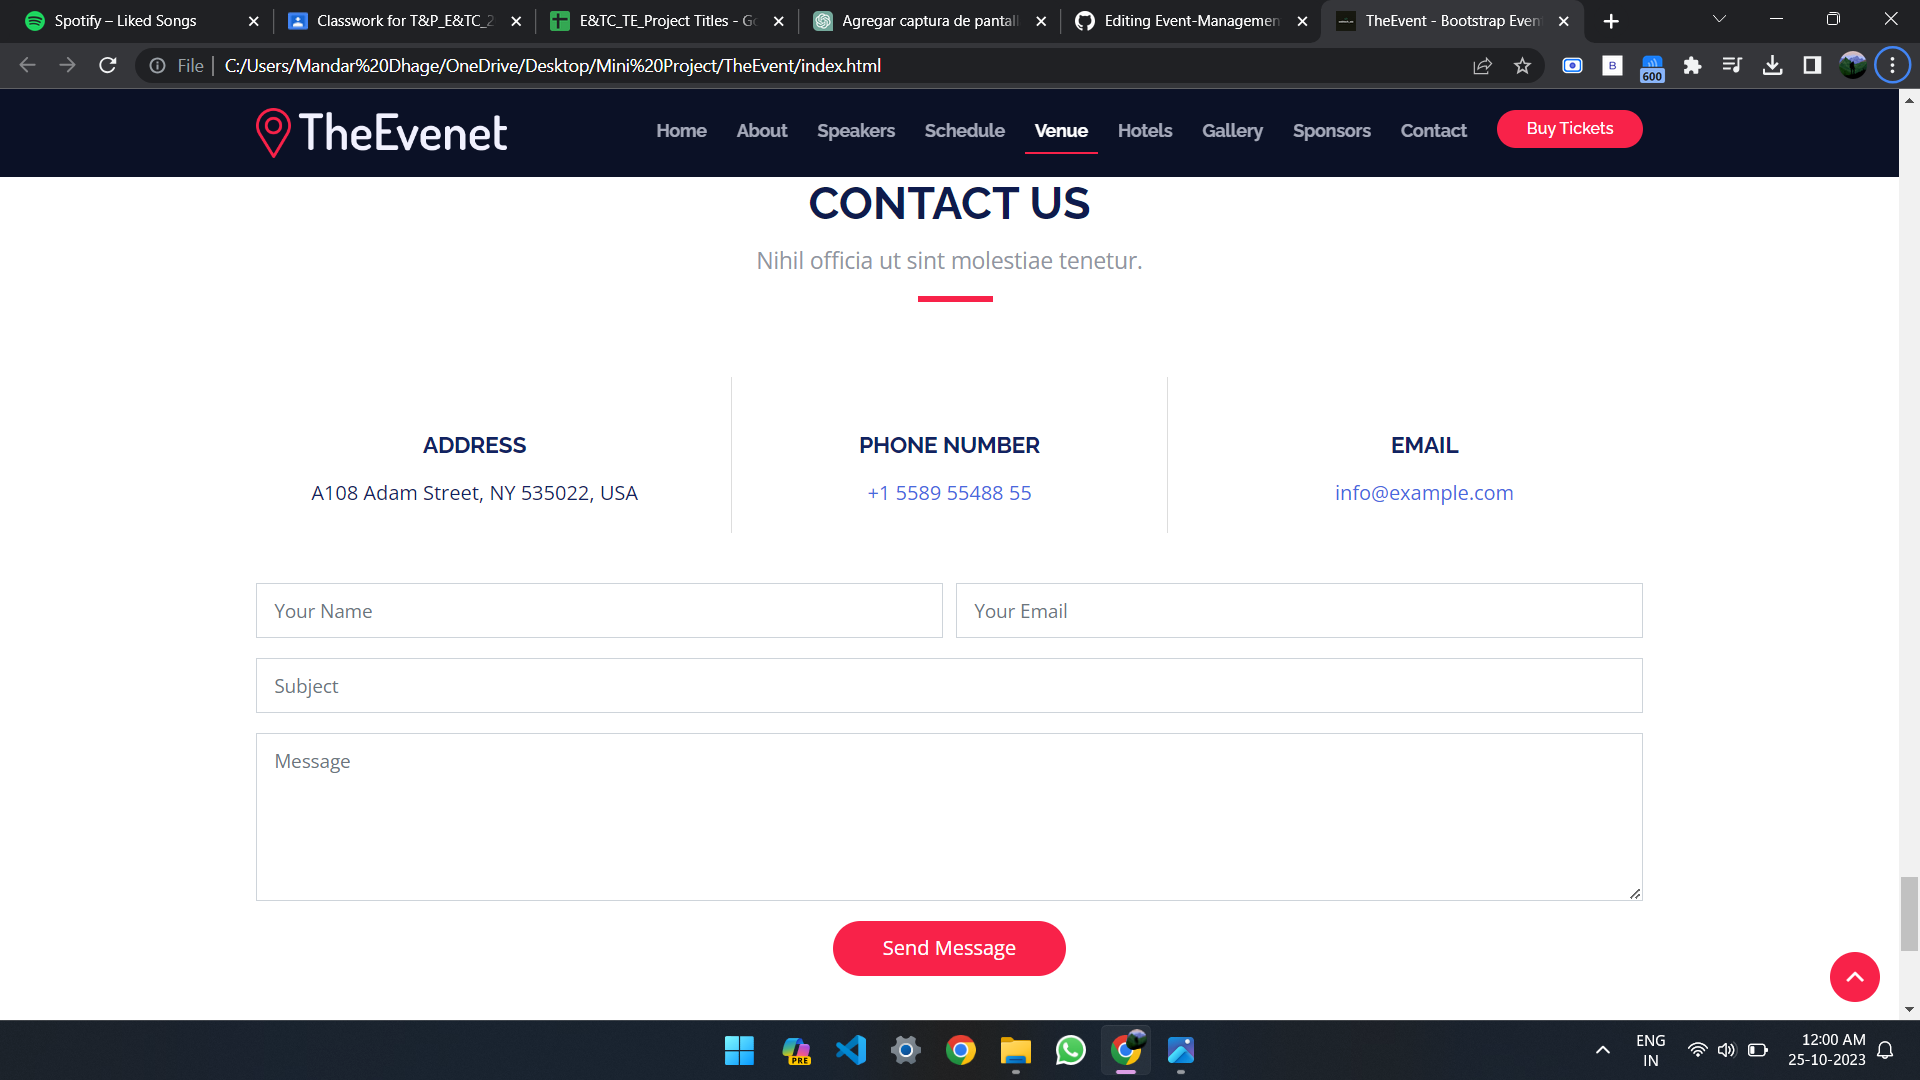 Spotify – Liked Songs
Classwork for T&P_E&TC_2
E&TC_TE_Project Titles - Go
Agregar captura de pantall
Editing Event-Managemen
TheEvent - Bootstrap Even
File
C:/Users/Mandar%20Dhage/OneDrive/Desktop/Mini%20Project/TheEvent/index.html
B
600
TheEvenet
Home
About
Speakers
Schedule
Venue
Hotels
Gallery
Sponsors
Contact
Buy Tickets
CONTACT US
Nihil officia ut sint molestiae tenetur.
ADDRESS
A108 Adam Street, NY 535022, USA
PHONE NUMBER
+1 5589 55488 55
EMAIL
info@example.com
Your Name
Your Email
Subject
Message
Send Message
PRE
ENG
IN
12:00 AM
25-10-2023